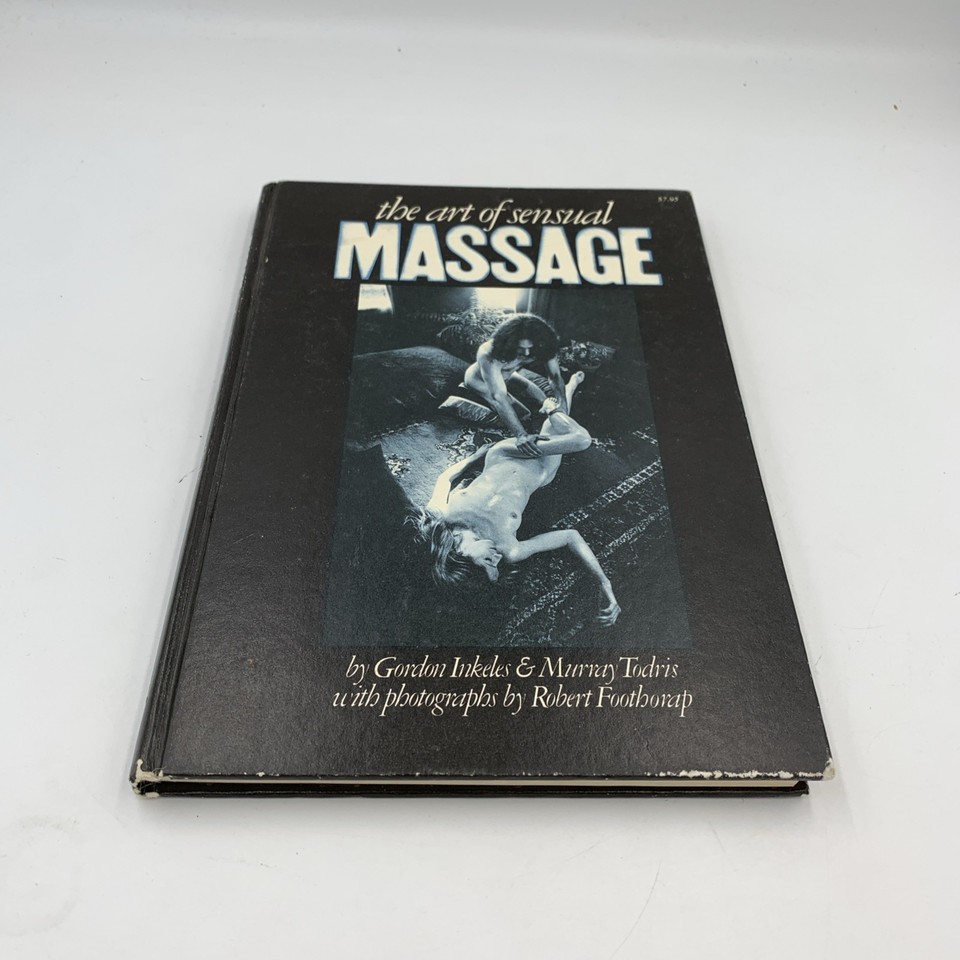 $7.95
the art of sensual
MASSAGE
by Gordon Inkeles & Murray Todris
with photographs by Robert Foothorap